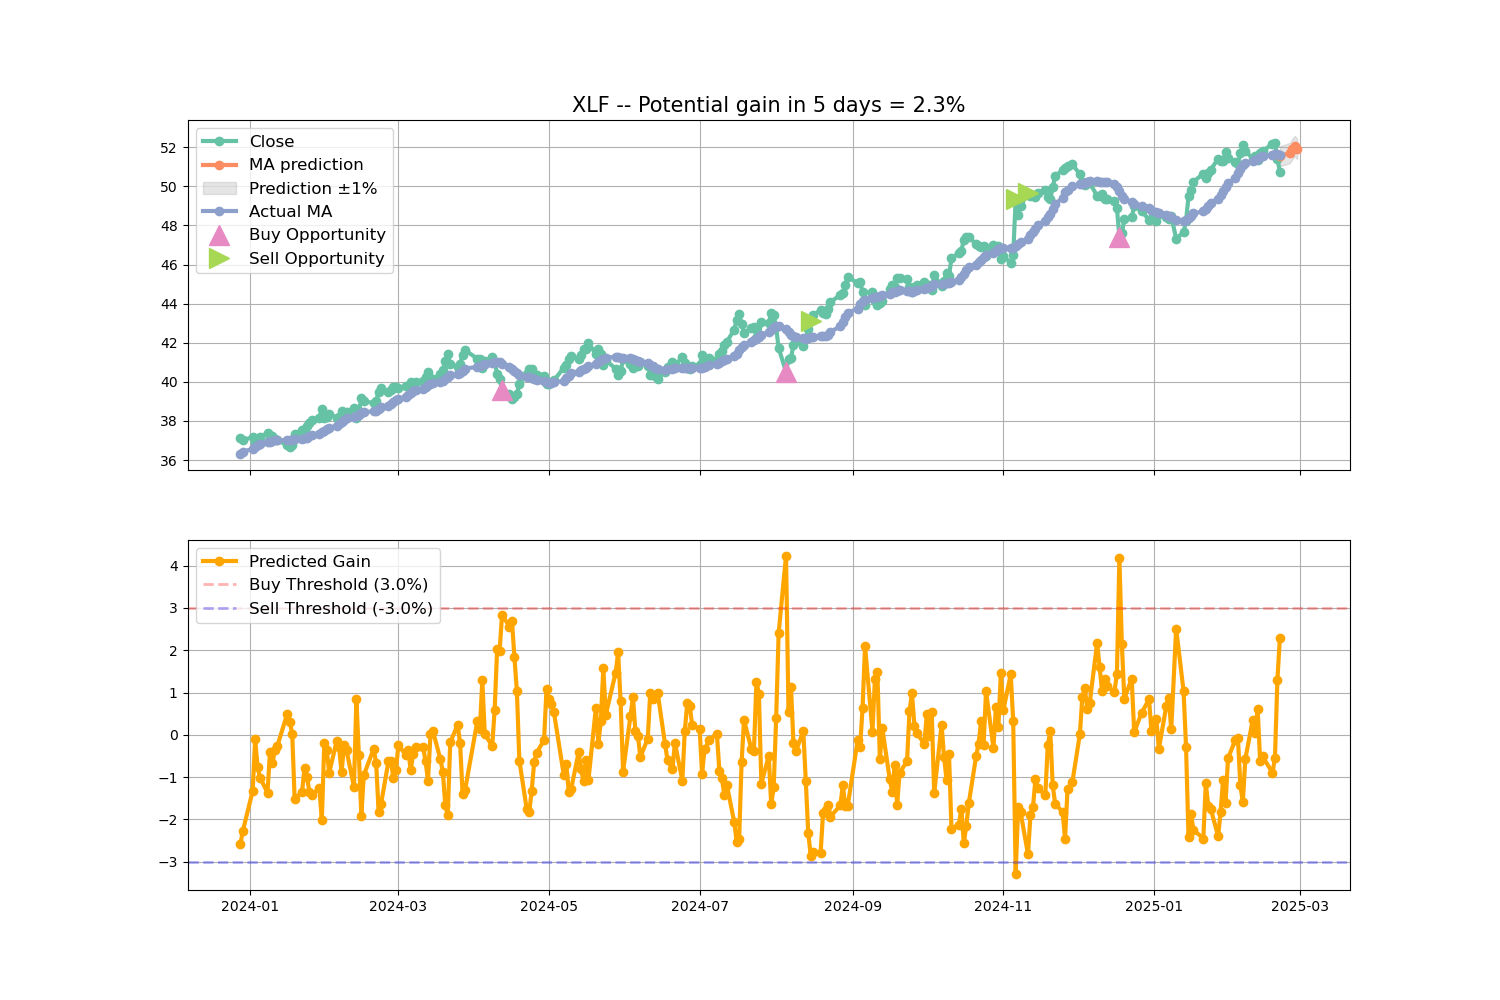 XLF -- Potential gain in 5 days = 2.3%
52
50
48
46
44
42
40
38
36
Close
MA prediction
Prediction ±1%
Actual MA
Buy Opportunity
Sell Opportunity
4
3
2
1
0
−1
−2
−3
Predicted Gain
Buy Threshold (3.0%)
Sell Threshold (-3.0%)
2024-01
2024-03
2024-05
2024-07
2024-09
2024-11
2025-01
2025-03